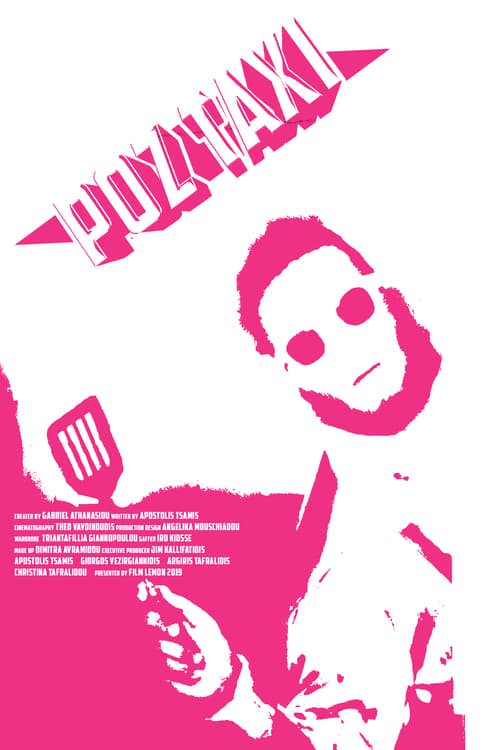 POZ TAXI
CREATED BY GABRIEL ATHANASIOU WRITTEN BY APOSTOLIS TSAMIS
CINEMATOGRAPHY THEO VAVDINOUDIS PRODUCTION DESIGN ANGELIKA MOUSCHIADOU
WARDROBE TRIANTAFILLIA GIANNOPOULOU GAFFER IRO KIOSSE
MAKE UP DIMITRA AVRAMIDOU EXECUTIVE PRODUCER JIM KALLIFATIDIS
APOSTOLIS TSAMIS GIORGOS VEZIRGIANNIDIS ARGIRIS TAFRALIDIS
CHRISTINA TAFRALIDOU PRESENTED BY FILM LEMON 2019